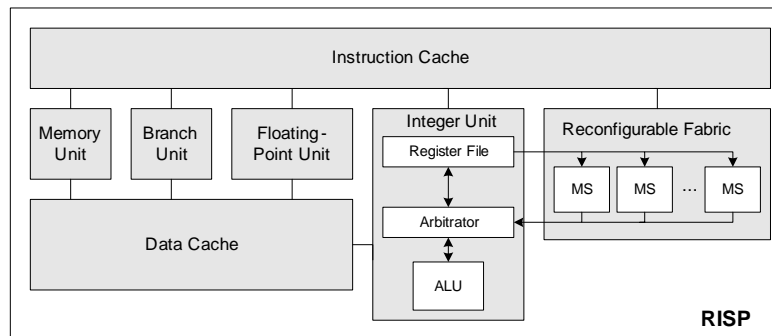 Instruction Cache
Memory
Unit
Branch
Unit
Floating-
Point Unit
Integer Unit
Register File
Arbitrator
ALU
Reconfigurable Fabric
MS
MS
...
MS
Data Cache
RISP